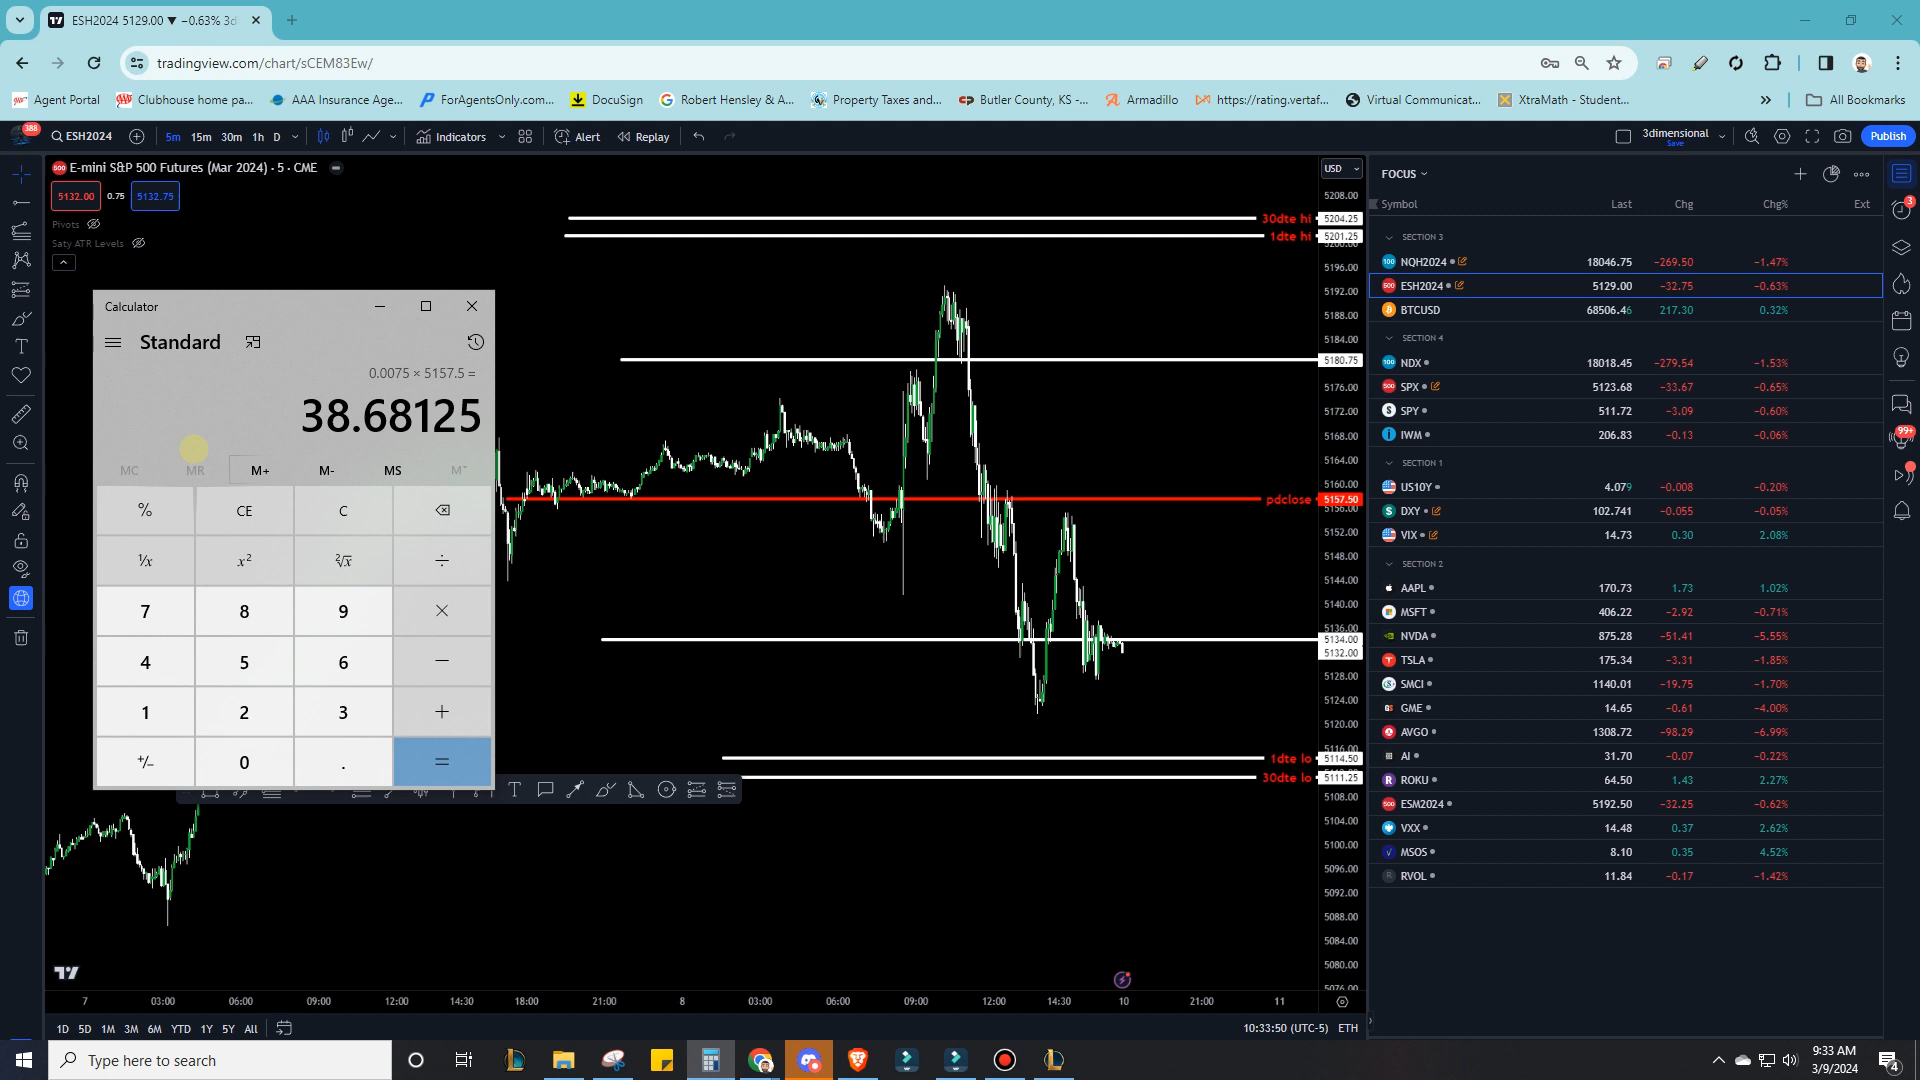 ESH2024 5129.00 ▼ −0.63% 3d
tradingview.com/chart/sCEM83Ew/
Agent Portal
Clubhouse home pa...
AAA Insurance Age...
ForAgentsOnly.com...
DocuSign
Robert Hensley & A...
Property Taxes and...
Butler County, KS -...
Armadillo
https://rating.vertaf...
Virtual Communicat...
XtraMath - Student...
» All Bookmarks
388 ESH2024 5m 15m 30m 1h D Indicators Alert Replay 3dimensional Save Publish
E-mini S&P 500 Futures (Mar 2024) · 5 · CME
USD
5132.00 0.75 5132.75
Pivots
Saty ATR Levels
Calculator
Standard
0.0075 × 5157.5 =
38.68125
MC MR M+ M- MS M˅
% CE C
¹/x x² ²√x ÷
7 8 9 ×
4 5 6 −
1 2 3 +
+/− 0 . =
30dte hi 5204.25
1dte hi 5201.25
5180.75
pdclose 5157.50
5134.00
5132.00
1dte lo 5114.50
30dte lo 5111.25
5208.00
5200.00
5196.00
5192.00
5188.00
5184.00
5176.00
5172.00
5168.00
5164.00
5160.00
5156.00
5152.00
5148.00
5144.00
5140.00
5136.00
5128.00
5124.00
5120.00
5116.00
5108.00
5104.00
5100.00
5096.00
5092.00
5088.00
5084.00
5080.00
5076.00
7 03:00 06:00 09:00 12:00 14:30 18:00 21:00 8 03:00 06:00 09:00 12:00 14:30 10 21:00 11
1D 5D 1M 3M 6M YTD 1Y 5Y All
10:33:50 (UTC-5) ETH
FOCUS
Symbol Last Chg Chg% Ext
SECTION 3
NQH2024 18046.75 −269.50 −1.47%
ESH2024 5129.00 −32.75 −0.63%
BTCUSD 68506.46 217.30 0.32%
SECTION 4
NDX 18018.45 −279.54 −1.53%
SPX 5123.68 −33.67 −0.65%
SPY 511.72 −3.09 −0.60%
IWM 206.83 −0.13 −0.06%
SECTION 1
US10Y 4.079 −0.008 −0.20%
DXY 102.741 −0.055 −0.05%
VIX 14.73 0.30 2.08%
SECTION 2
AAPL 170.73 1.73 1.02%
MSFT 406.22 −2.92 −0.71%
NVDA 875.28 −51.41 −5.55%
TSLA 175.34 −3.31 −1.85%
SMCI 1140.01 −19.75 −1.70%
GME 14.65 −0.61 −4.00%
AVGO 1308.72 −98.29 −6.99%
AI 31.70 −0.07 −0.22%
ROKU 64.50 1.43 2.27%
ESM2024 5192.50 −32.25 −0.62%
VXX 14.48 0.37 2.62%
MSOS 8.10 0.35 4.52%
RVOL 11.84 −0.17 −1.42%
3
99+
Type here to search
9:33 AM
3/9/2024
4